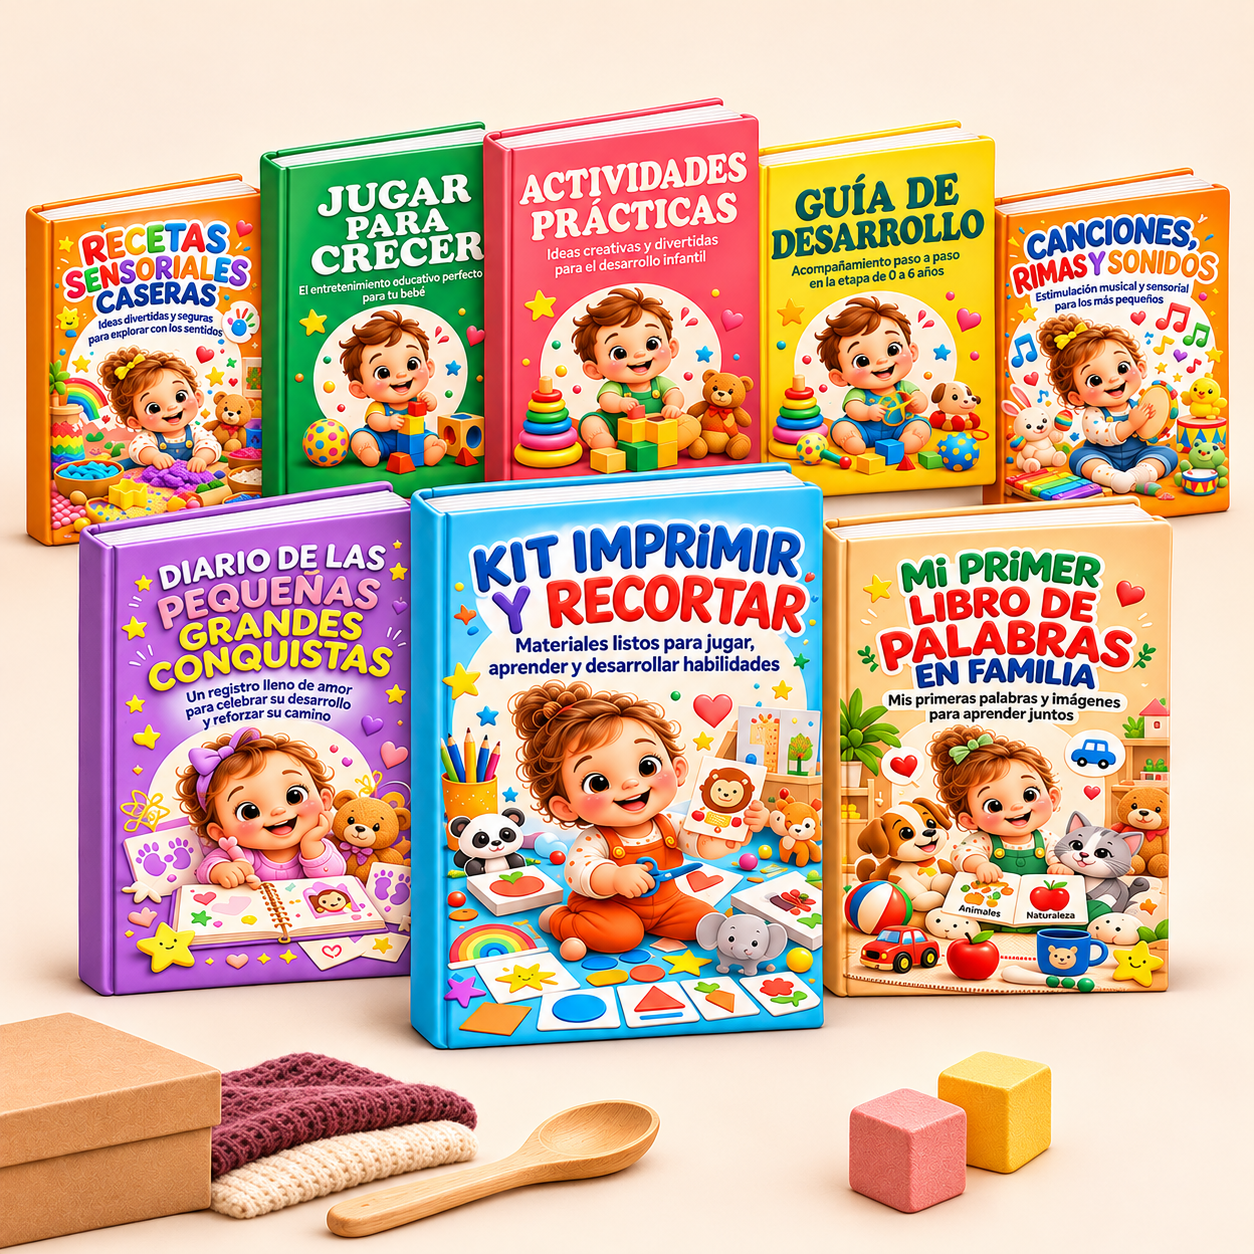 RECETAS
SENSORIALES
CASERAS
Ideas divertidas y seguras
para explorar con los sentidos
JUGAR
PARA
CRECER
El entretenimiento oducativo perfecto
para tu bebé
ACTIVIDADES
PRÁCTICAS
Ideas creativas y divertidas
para el desarrollo infantil
GUÍA DE
DESARROLLO
Acompañamiento paso a paso
en la etapa de 0 a 6 años
CANCIONES,
RIMAS Y SONIDOS
Estimulación musical y sensorial
para los más pequeños
DIARIO DE LAS
PEQUEÑAS
GRANDES
CONQUISTAS
Un registro lleno de amor
para celebrar su desarrollo
y reforzar su camino
KIT IMPRiMIR
Y RECORTAR
Materiales listos para jugar,
aprender y desarrollar habilidades
Mi PRiMER
LIBRO DE
PALABRAS
EN FAMILIA
Mis primeras palabras y imágenes
para aprender juntos
Animales
Naturaleza